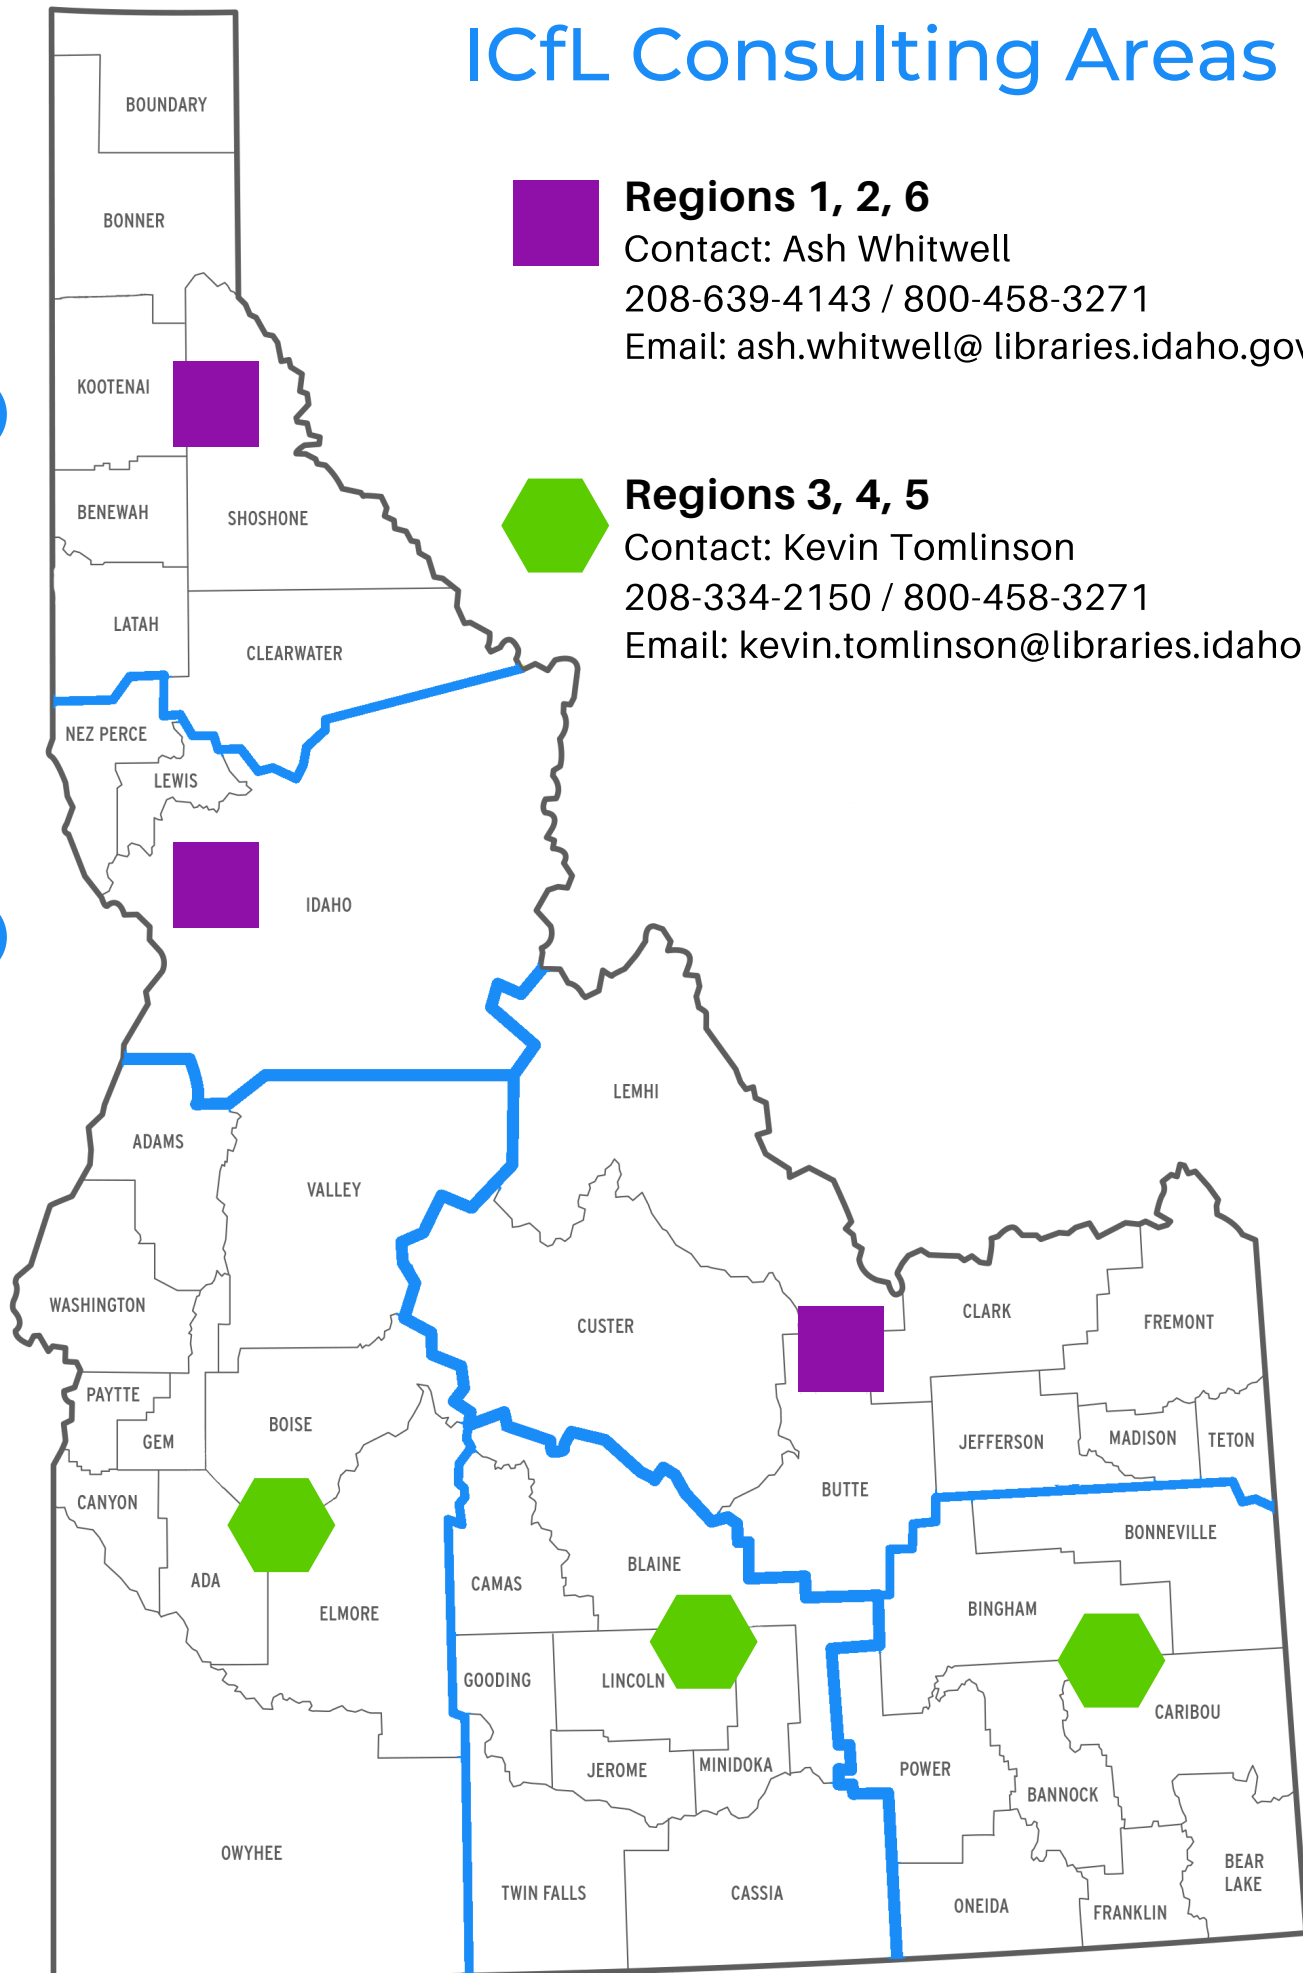 ICfL Consulting Areas
Regions 1, 2, 6
Contact: Ash Whitwell
208-639-4143 / 800-458-3271
Email: ash.whitwell@ libraries.idaho.gov
Regions 3, 4, 5
Contact: Kevin Tomlinson
208-334-2150 / 800-458-3271
Email: kevin.tomlinson@libraries.idaho
BOUNDARY
BONNER
KOOTENAI
BENEWAH
SHOSHONE
LATAH
CLEARWATER
NEZ PERCE
LEWIS
IDAHO
LEMHI
ADAMS
VALLEY
WASHINGTON
CUSTER
CLARK
FREMONT
PAYTTE
BOISE
GEM
JEFFERSON
MADISON
TETON
CANYON
BUTTE
BONNEVILLE
BLAINE
ADA
CAMAS
ELMORE
BINGHAM
GOODING
LINCOLN
CARIBOU
JEROME
MINIDOKA
POWER
BANNOCK
OWYHEE
BEAR
LAKE
TWIN FALLS
CASSIA
ONEIDA
FRANKLIN